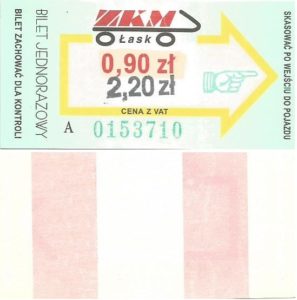 BILET JEDNORAZOWY
BILET ZACHOWAĆ DLA KONTROLI
ZKM
Łask
0,90 zł
2,20 zł
CENA Z VAT
A 0153710
SKASOWAĆ PO WEJŚCIU DO POJAZDU